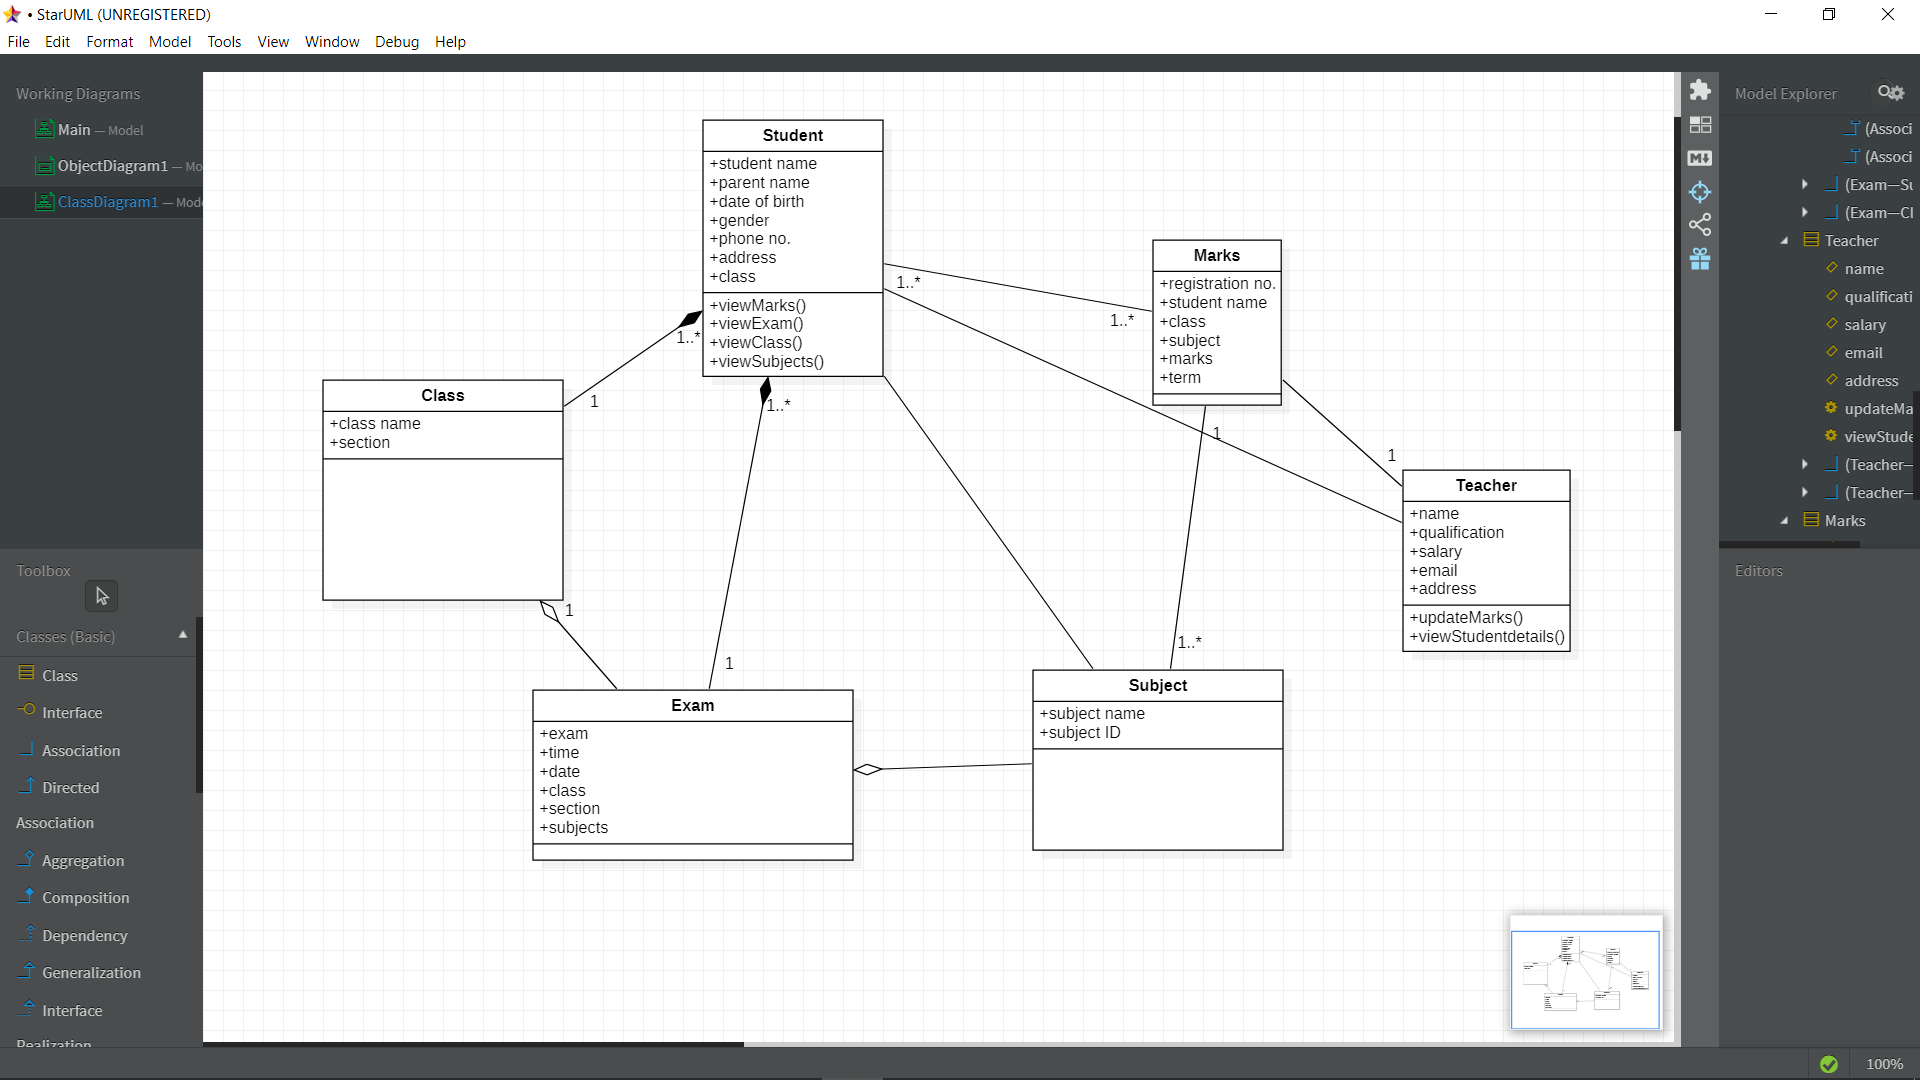 • StarUML (UNREGISTERED)
File Edit Format Model Tools View Window Debug Help
Working Diagrams
Main — Model
ObjectDiagram1 — Mo
ClassDiagram1 — Mod
Toolbox
Classes (Basic)
Class
Interface
Association
Directed
Association
Aggregation
Composition
Dependency
Generalization
Interface
Realization
Student
+student name
+parent name
+date of birth
+gender
+phone no.
+address
+class
+viewMarks()
+viewExam()
+viewClass()
+viewSubjects()
1..*
1..*
1..*
1
1..*
Marks
+registration no.
+student name
+class
+subject
+marks
+term
1
1
Class
+class name
+section
1
1
Teacher
+name
+qualification
+salary
+email
+address
+updateMarks()
+viewStudentdetails()
1..*
Exam
+exam
+time
+date
+class
+section
+subjects
Subject
+subject name
+subject ID
Model Explorer
(Associ
(Associ
(Exam—Su
(Exam—Cl
Teacher
name
qualificati
salary
email
address
updateMa
viewStude
(Teacher—
(Teacher—
Marks
Editors
100%